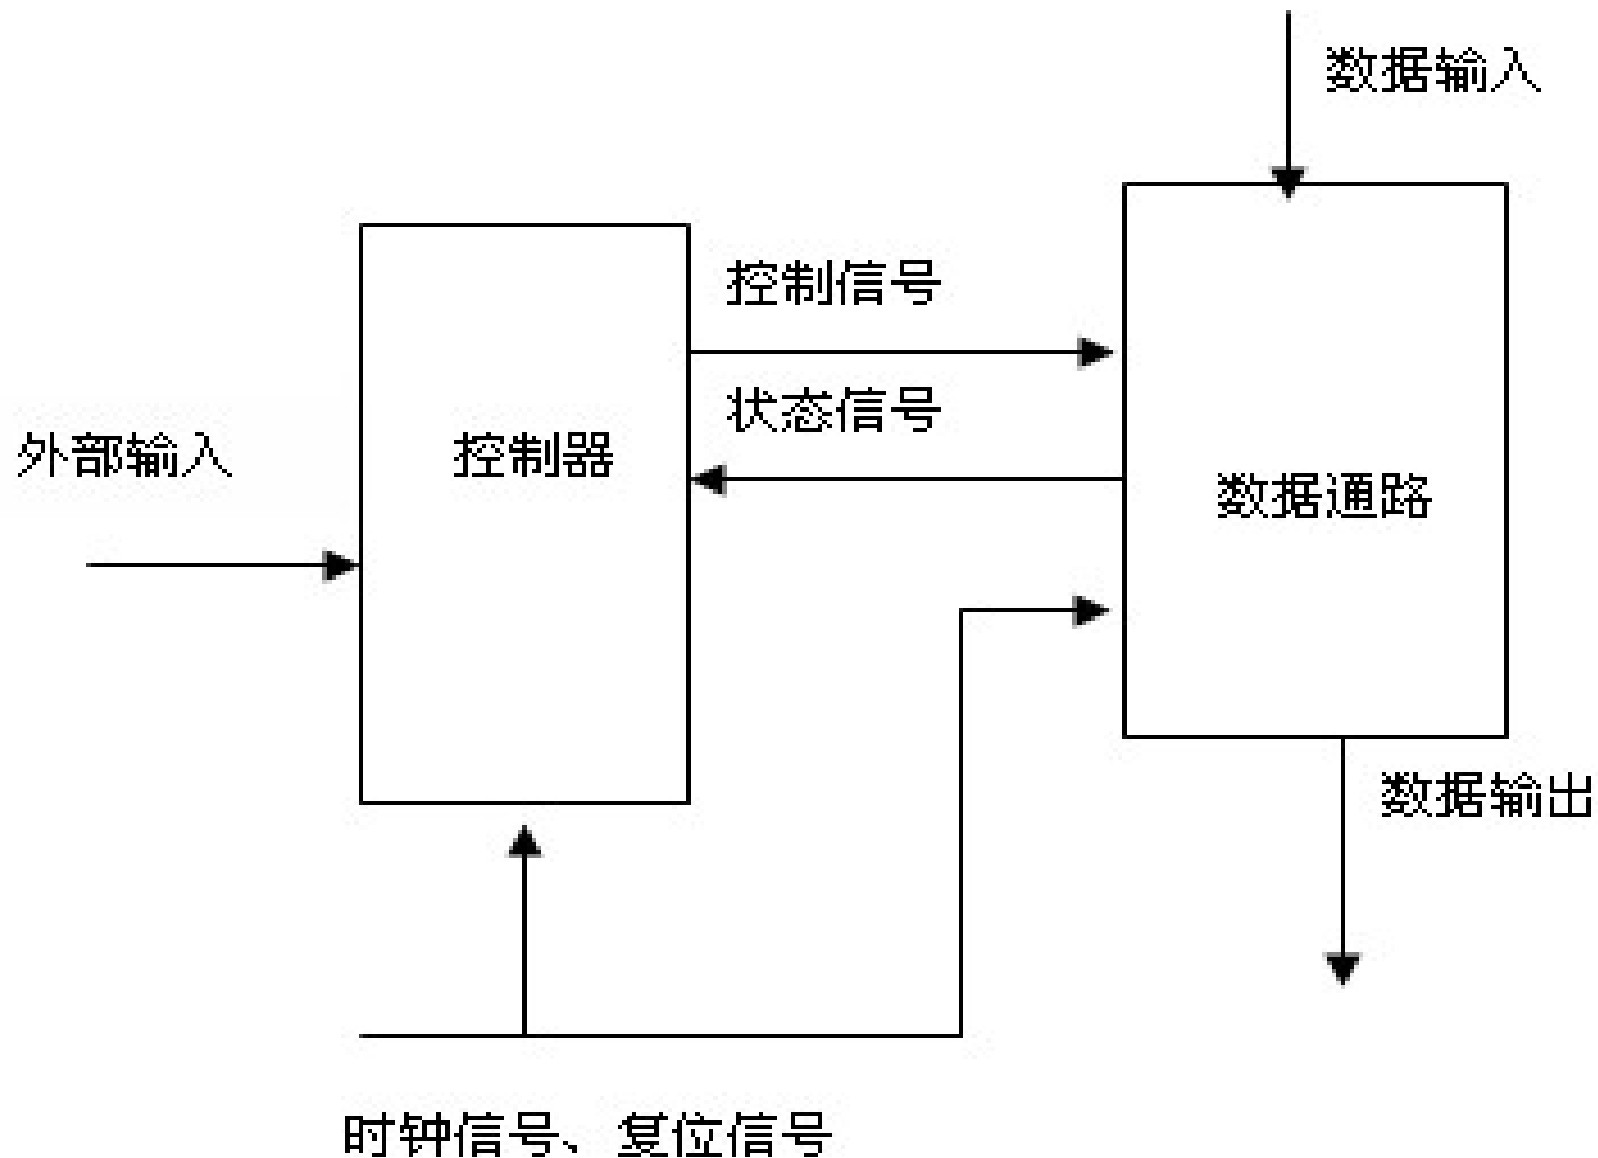 数据输入
控制信号
状态信号
外部输入
控制器
数据通路
数据输出
时钟信号、复位信号